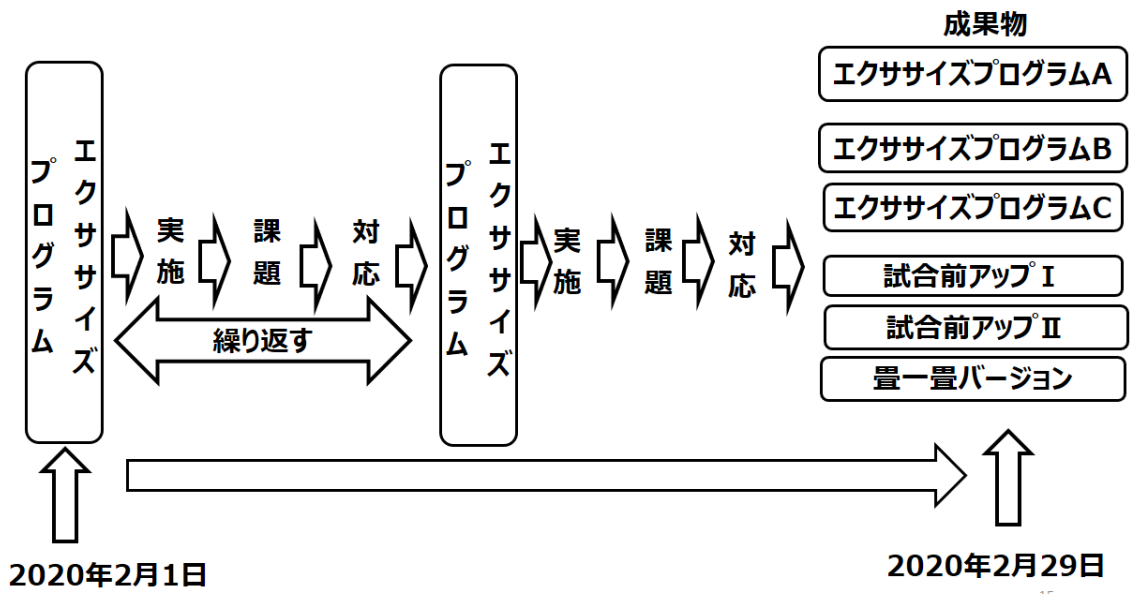 成果物
エクササイズプログラムA
エクササイズプログラムB
エクササイズプログラムC
試合前アップⅠ
試合前アップⅡ
畳一畳バージョン
エクササイズ
プログラム
実施
課題
対応
繰り返す
エクササイズ
プログラム
実施
課題
対応
2020年2月1日
2020年2月29日
15